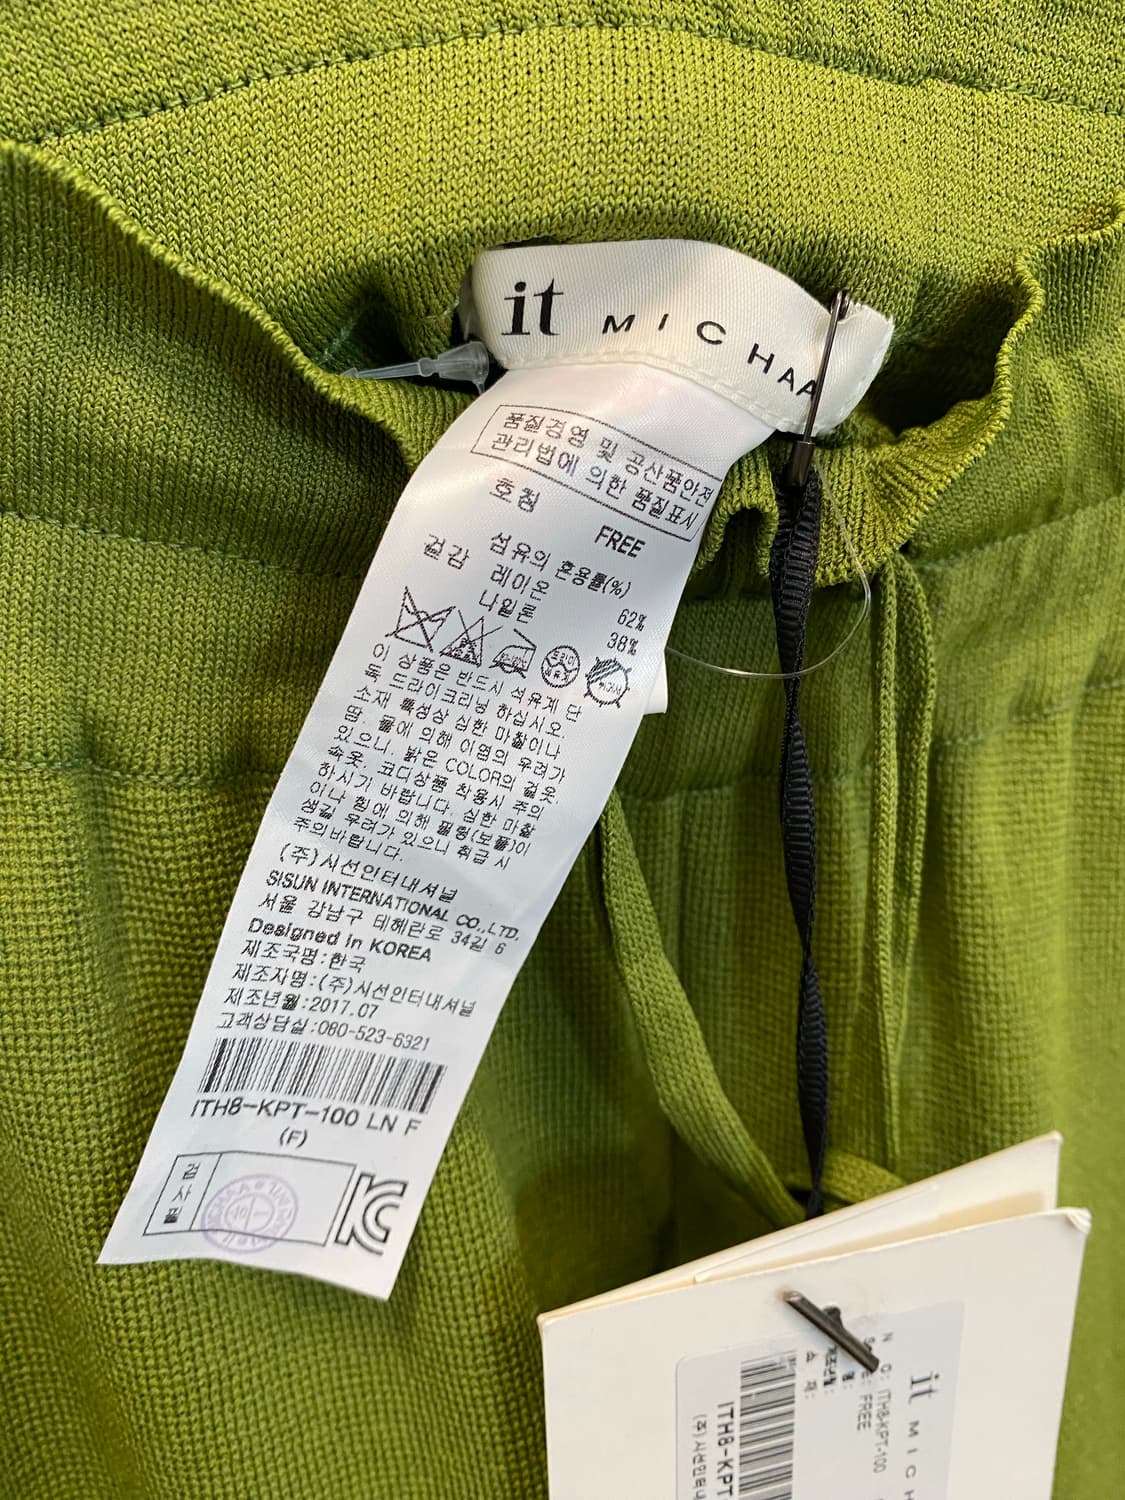 it MICHAA
품질경영 및 공산품안전
관리법에 의한 품질표시
호칭
FREE
겉감 섬유의 혼용률(%)
레이온 62%
나일론 38%
이 상품은 반드시 석유계 단
독 드라이크리닝 하십시오.
소재 특성상 심한 마찰이나
땀. 물에 의해 이염의 우려가
있으니. 밝은 COLOR의 겉옷.
속옷. 코디상품 착용시 주의
하시기 바랍니다. 심한 마찰
이나 힘에 의해 필링(보풀)이
생길 우려가 있으니 취급 시
주의바랍니다.
(주)시선인터내셔널
SISUN INTERNATIONAL CO.,LTD.
서울 강남구 테헤란로 34길 6
Designed in KOREA
제조국명:한국
제조자명:(주)시선인터내셔널
제조년월:2017.07
고객상담실:080-523-6321
ITH8-KPT-100 LN F
(F)
검사필
KC
it MICH
N O: ITH8-KPT-100
FREE
소 재:
ITH8-KPT